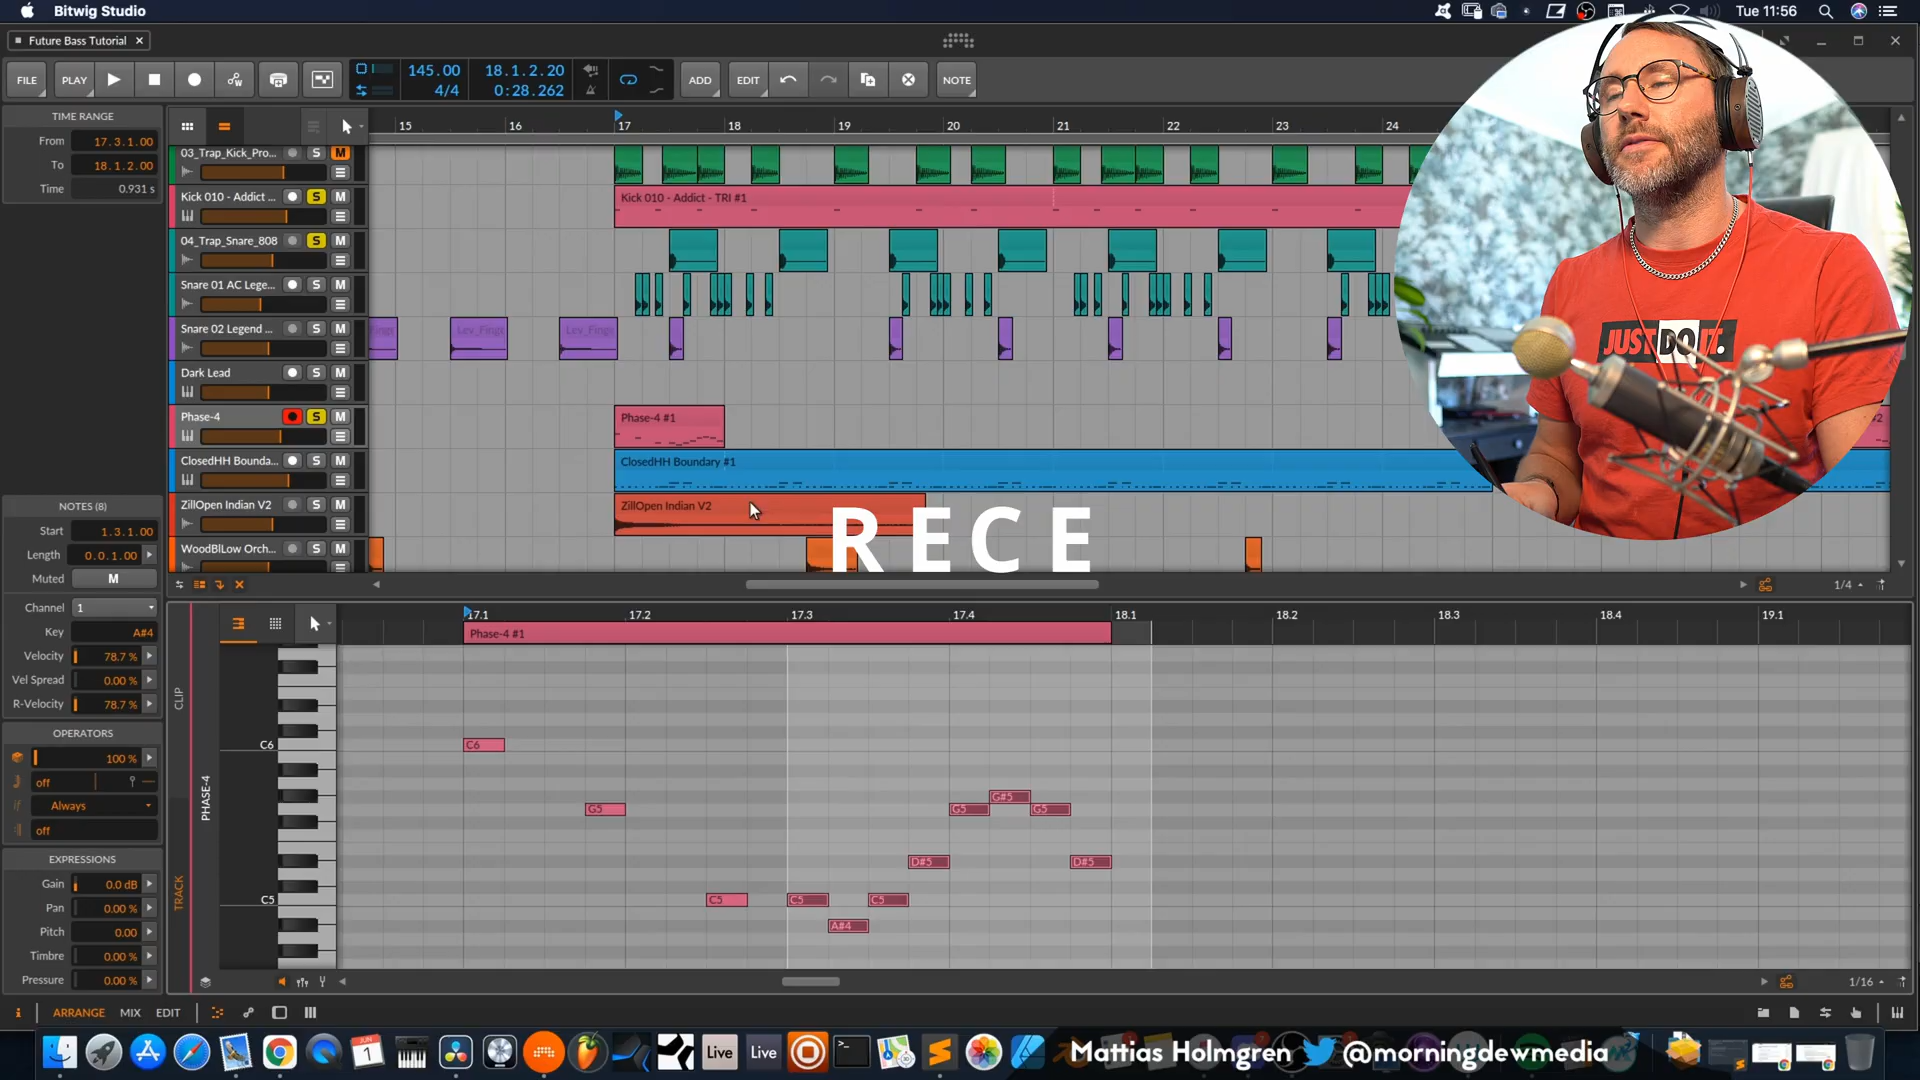 Bitwig Studio
Tue 11:56
Future Bass Tutorial
FILE
PLAY
145.00
4/4
18.1.2.20
0:28.262
ADD
EDIT
NOTE
TIME RANGE
From 17.3.1.00
To 18.1.2.00
Time 0.931 s
15 16 17 18 19 20 21 22 23 24
03_Trap_Kick_Pro... S M
Kick 010 - Addict ... S M
Kick 010 - Addict - TRI #1
04_Trap_Snare_808 S M
Snare 01 AC Lege... S M
Snare 02 Legend ... S M
Lev_Finge
Lev_Finge
Dark Lead S M
Phase-4 S M
Phase-4 #1
ClosedHH Bounda... S M
ClosedHH Boundary #1
ZillOpen Indian V2 S M
ZillOpen Indian V2
WoodBlLow Orch... S M
RECE
JUST DO IT.
1/4
NOTES (8)
Start 1.3.1.00
Length 0.0.1.00
Muted M
Channel 1
Key A#4
Velocity 78.7 %
Vel Spread 0.00 %
R-Velocity 78.7 %
OPERATORS
100 %
off
Always
off
EXPRESSIONS
Gain 0.0 dB
Pan 0.00 %
Pitch 0.00
Timbre 0.00 %
Pressure 0.00 %
CLIP
TRACK
PHASE-4
17.1 17.2 17.3 17.4 18.1 18.2 18.3 18.4 19.1
Phase-4 #1
C6
C6
G5
G5
G#5
G5
D#5
D#5
C5
C5
C5
C5
A#4
1/16
ARRANGE
MIX
EDIT
JUN
1
Live
Live
Mattias Holmgren @morningdewmedia